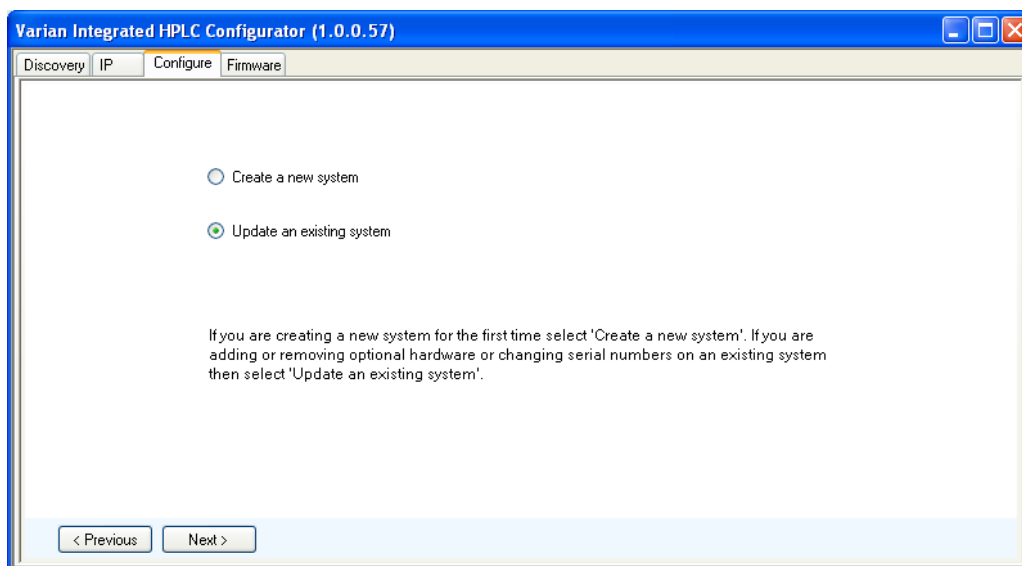 Varian Integrated HPLC Configurator (1.0.0.57)
Discovery IP Configure Firmware
Create a new system
Update an existing system
If you are creating a new system for the first time select 'Create a new system'. If you are
adding or removing optional hardware or changing serial numbers on an existing system
then select 'Update an existing system'.
< Previous Next >